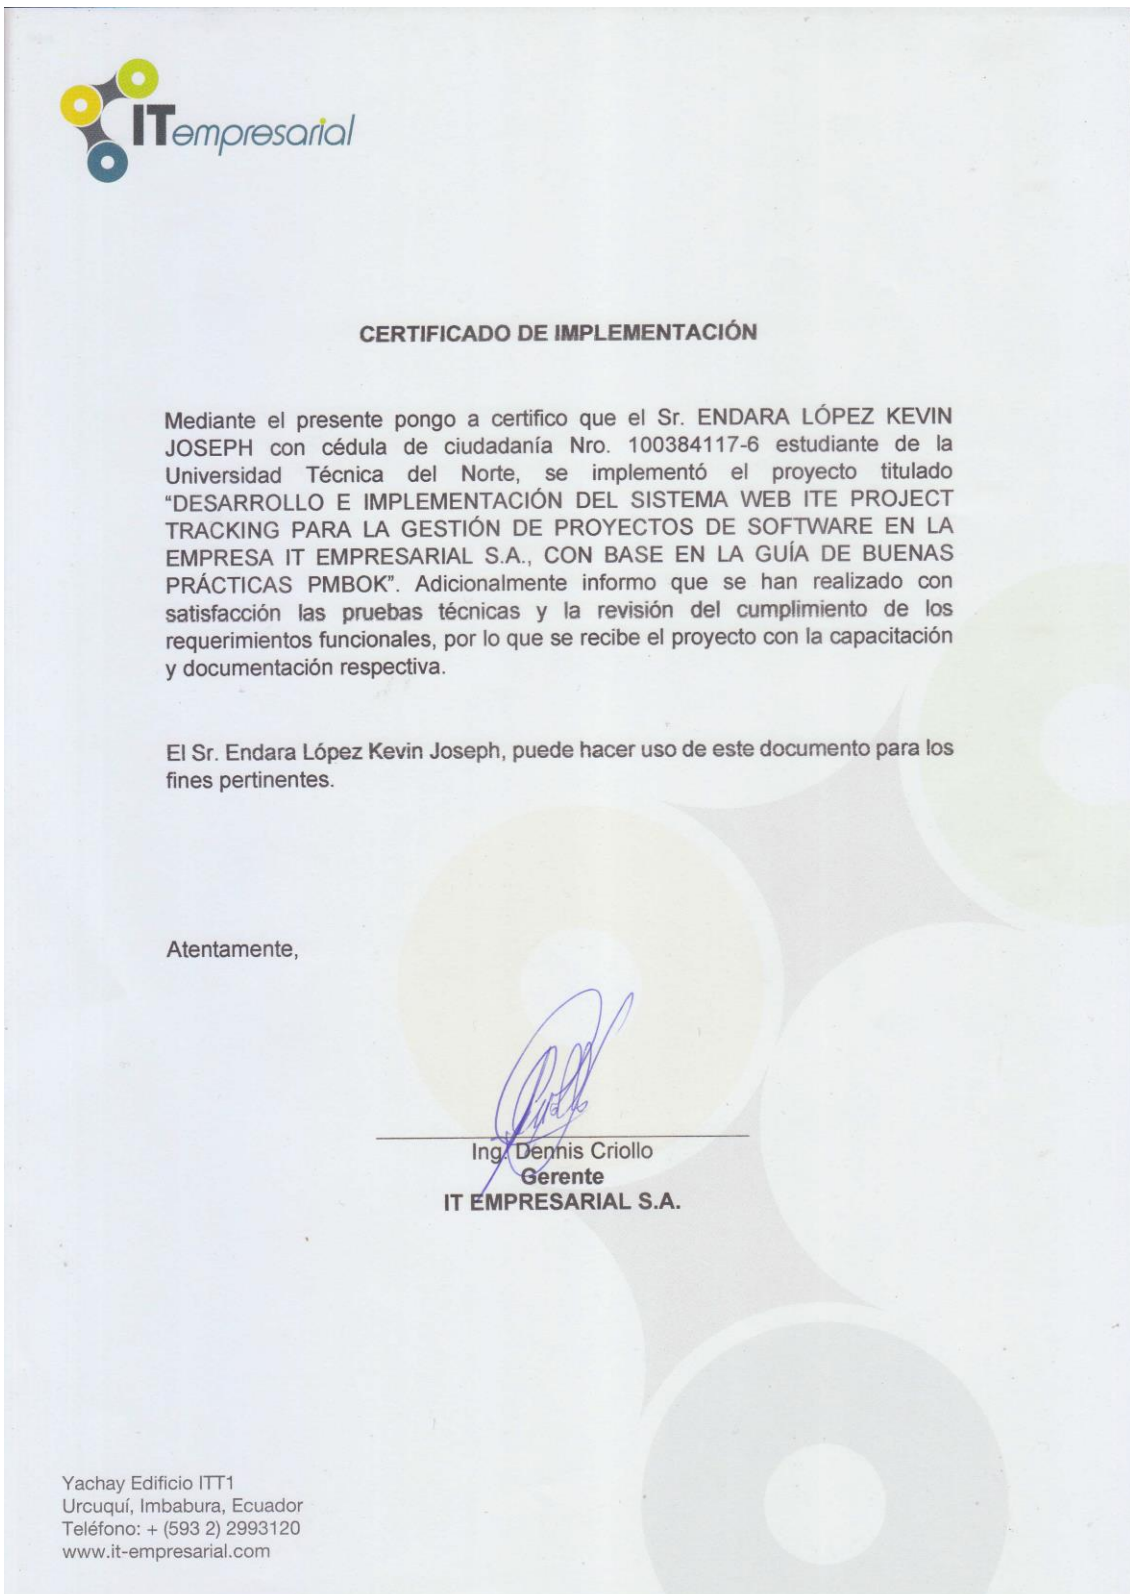 ITempresarial
CERTIFICADO DE IMPLEMENTACIÓN
Mediante el presente pongo a certifico que el Sr. ENDARA LÓPEZ KEVIN
JOSEPH con cédula de ciudadanía Nro. 100384117-6 estudiante de la
Universidad Técnica del Norte, se implementó el proyecto titulado
“DESARROLLO E IMPLEMENTACIÓN DEL SISTEMA WEB ITE PROJECT
TRACKING PARA LA GESTIÓN DE PROYECTOS DE SOFTWARE EN LA
EMPRESA IT EMPRESARIAL S.A., CON BASE EN LA GUÍA DE BUENAS
PRÁCTICAS PMBOK”. Adicionalmente informo que se han realizado con
satisfacción las pruebas técnicas y la revisión del cumplimiento de los
requerimientos funcionales, por lo que se recibe el proyecto con la capacitación
y documentación respectiva.
El Sr. Endara López Kevin Joseph, puede hacer uso de este documento para los
fines pertinentes.
Atentamente,
Ing. Dennis Criollo
Gerente
IT EMPRESARIAL S.A.
Yachay Edificio ITT1
Urcuquí, Imbabura, Ecuador
Teléfono: + (593 2) 2993120
www.it-empresarial.com